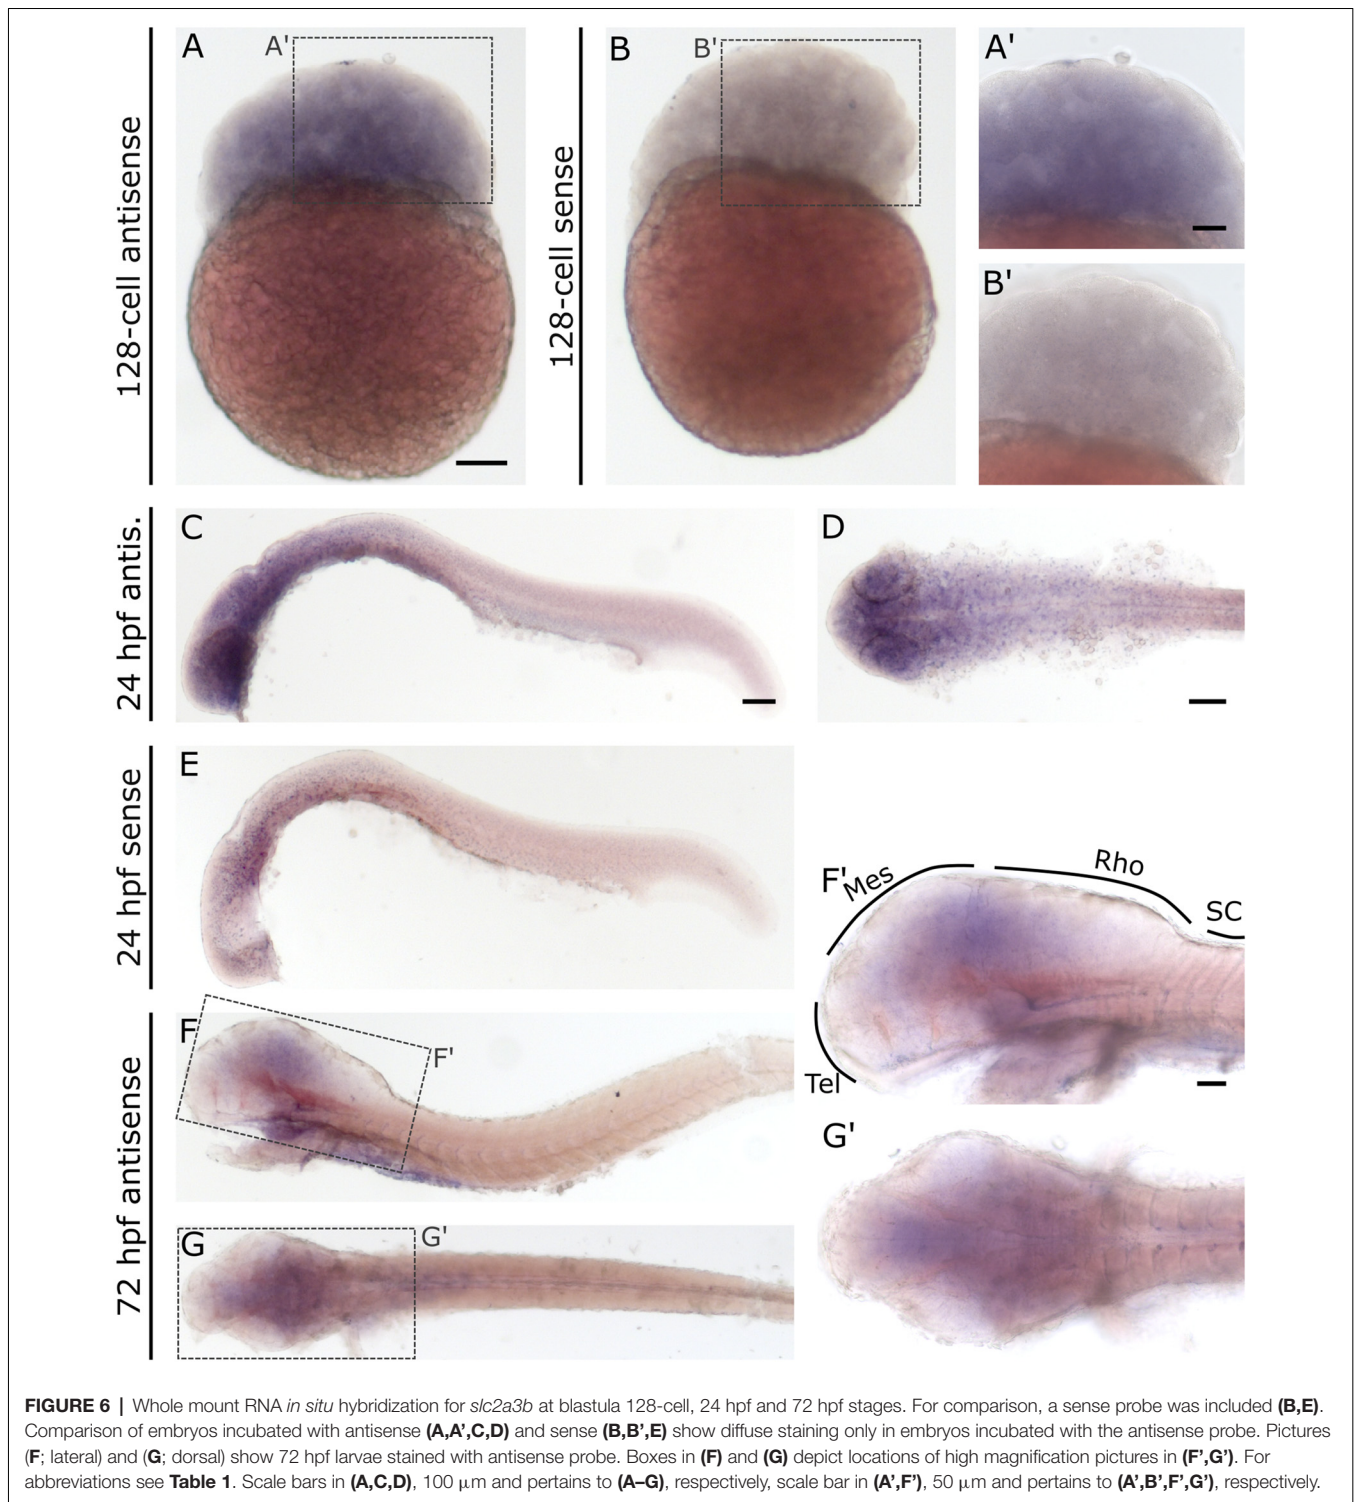 A
A'
B
B'
A'
B'
128-cell antisense
128-cell sense
C
D
24 hpf antis.
E
24 hpf sense
F'
Mes
Rho
SC
Tel
F
F'
G'
G
G'
72 hpf antisense
FIGURE 6 | Whole mount RNA in situ hybridization for slc2a3b at blastula 128-cell, 24 hpf and 72 hpf stages. For comparison, a sense probe was included (B,E).
Comparison of embryos incubated with antisense (A,A',C,D) and sense (B,B',E) show diffuse staining only in embryos incubated with the antisense probe. Pictures
(F; lateral) and (G; dorsal) show 72 hpf larvae stained with antisense probe. Boxes in (F) and (G) depict locations of high magnification pictures in (F',G'). For
abbreviations see Table 1. Scale bars in (A,C,D), 100 μm and pertains to (A–G), respectively, scale bar in (A',F'), 50 μm and pertains to (A',B',F',G'), respectively.